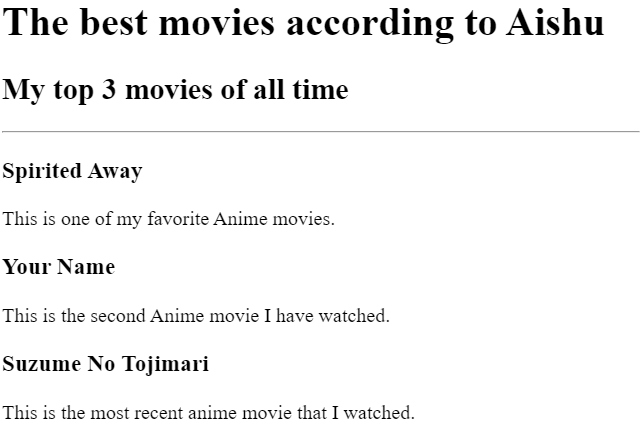 The best movies according to Aishu
My top 3 movies of all time
Spirited Away
This is one of my favorite Anime movies.
Your Name
This is the second Anime movie I have watched.
Suzume No Tojimari
This is the most recent anime movie that I watched.